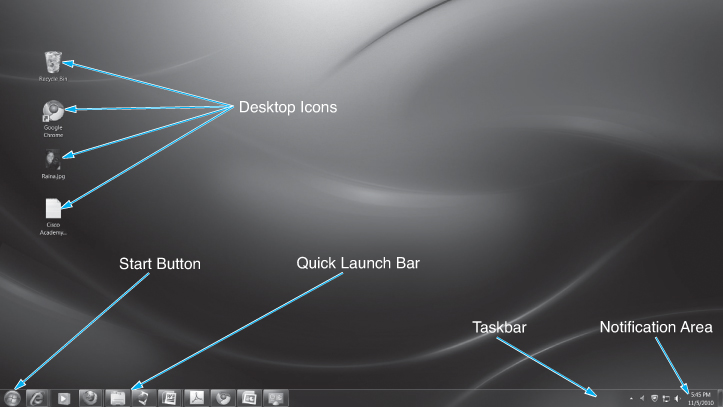 Recycle Bin
Desktop Icons
Google
Chrome
Raina.jpg
Cisco
Academy...
Start Button
Quick Launch Bar
Taskbar
Notification Area
5:45 PM
11/5/2010